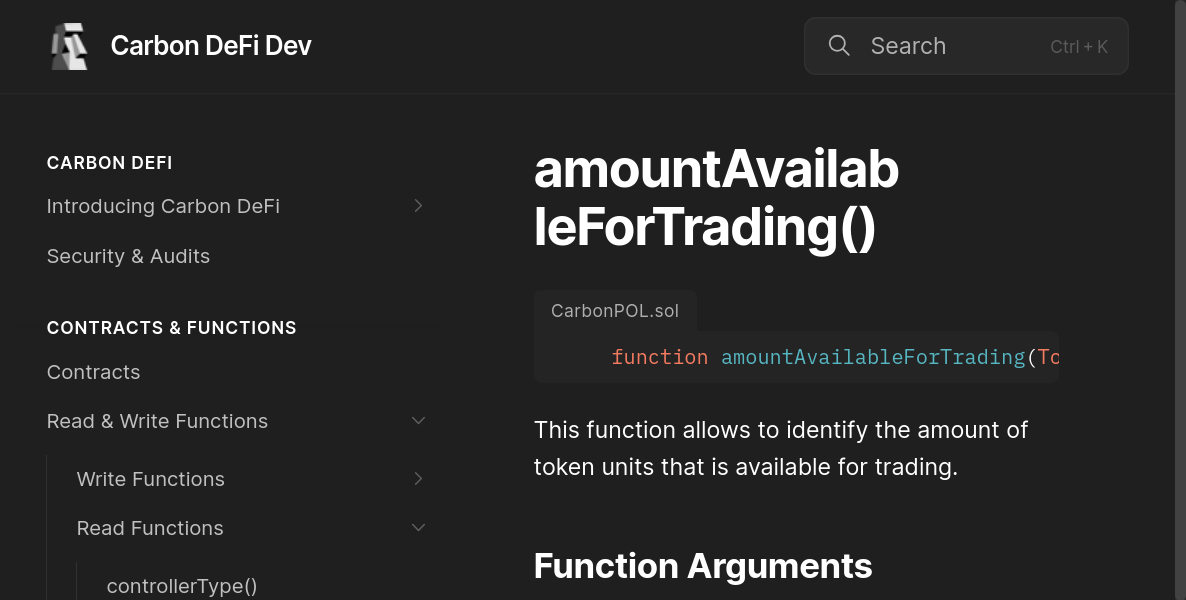 Carbon DeFi Dev
Search
Ctrl + K
CARBON DEFI
Introducing Carbon DeFi
Security & Audits
CONTRACTS & FUNCTIONS
Contracts
Read & Write Functions
Write Functions
Read Functions
controllerType()
amountAvailab
leForTrading()
CarbonPOL.sol
function amountAvailableForTrading(To
This function allows to identify the amount of
token units that is available for trading.
Function Arguments